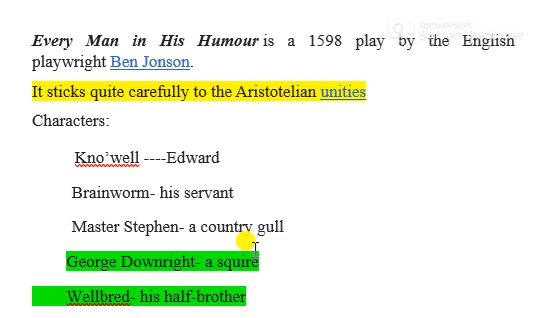 Every Man in His Humour is a 1598 play by the English
playwright Ben Jonson.
It sticks quite carefully to the Aristotelian unities
Characters:
Kno’well ----Edward
Brainworm- his servant
Master Stephen- a country gull
George Downright- a squire
Wellbred- his half-brother